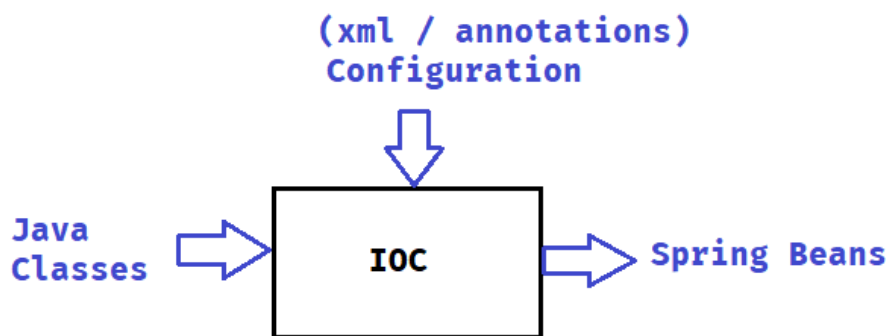 (xml / annotations)
Configuration
Java
Classes
IOC
Spring Beans